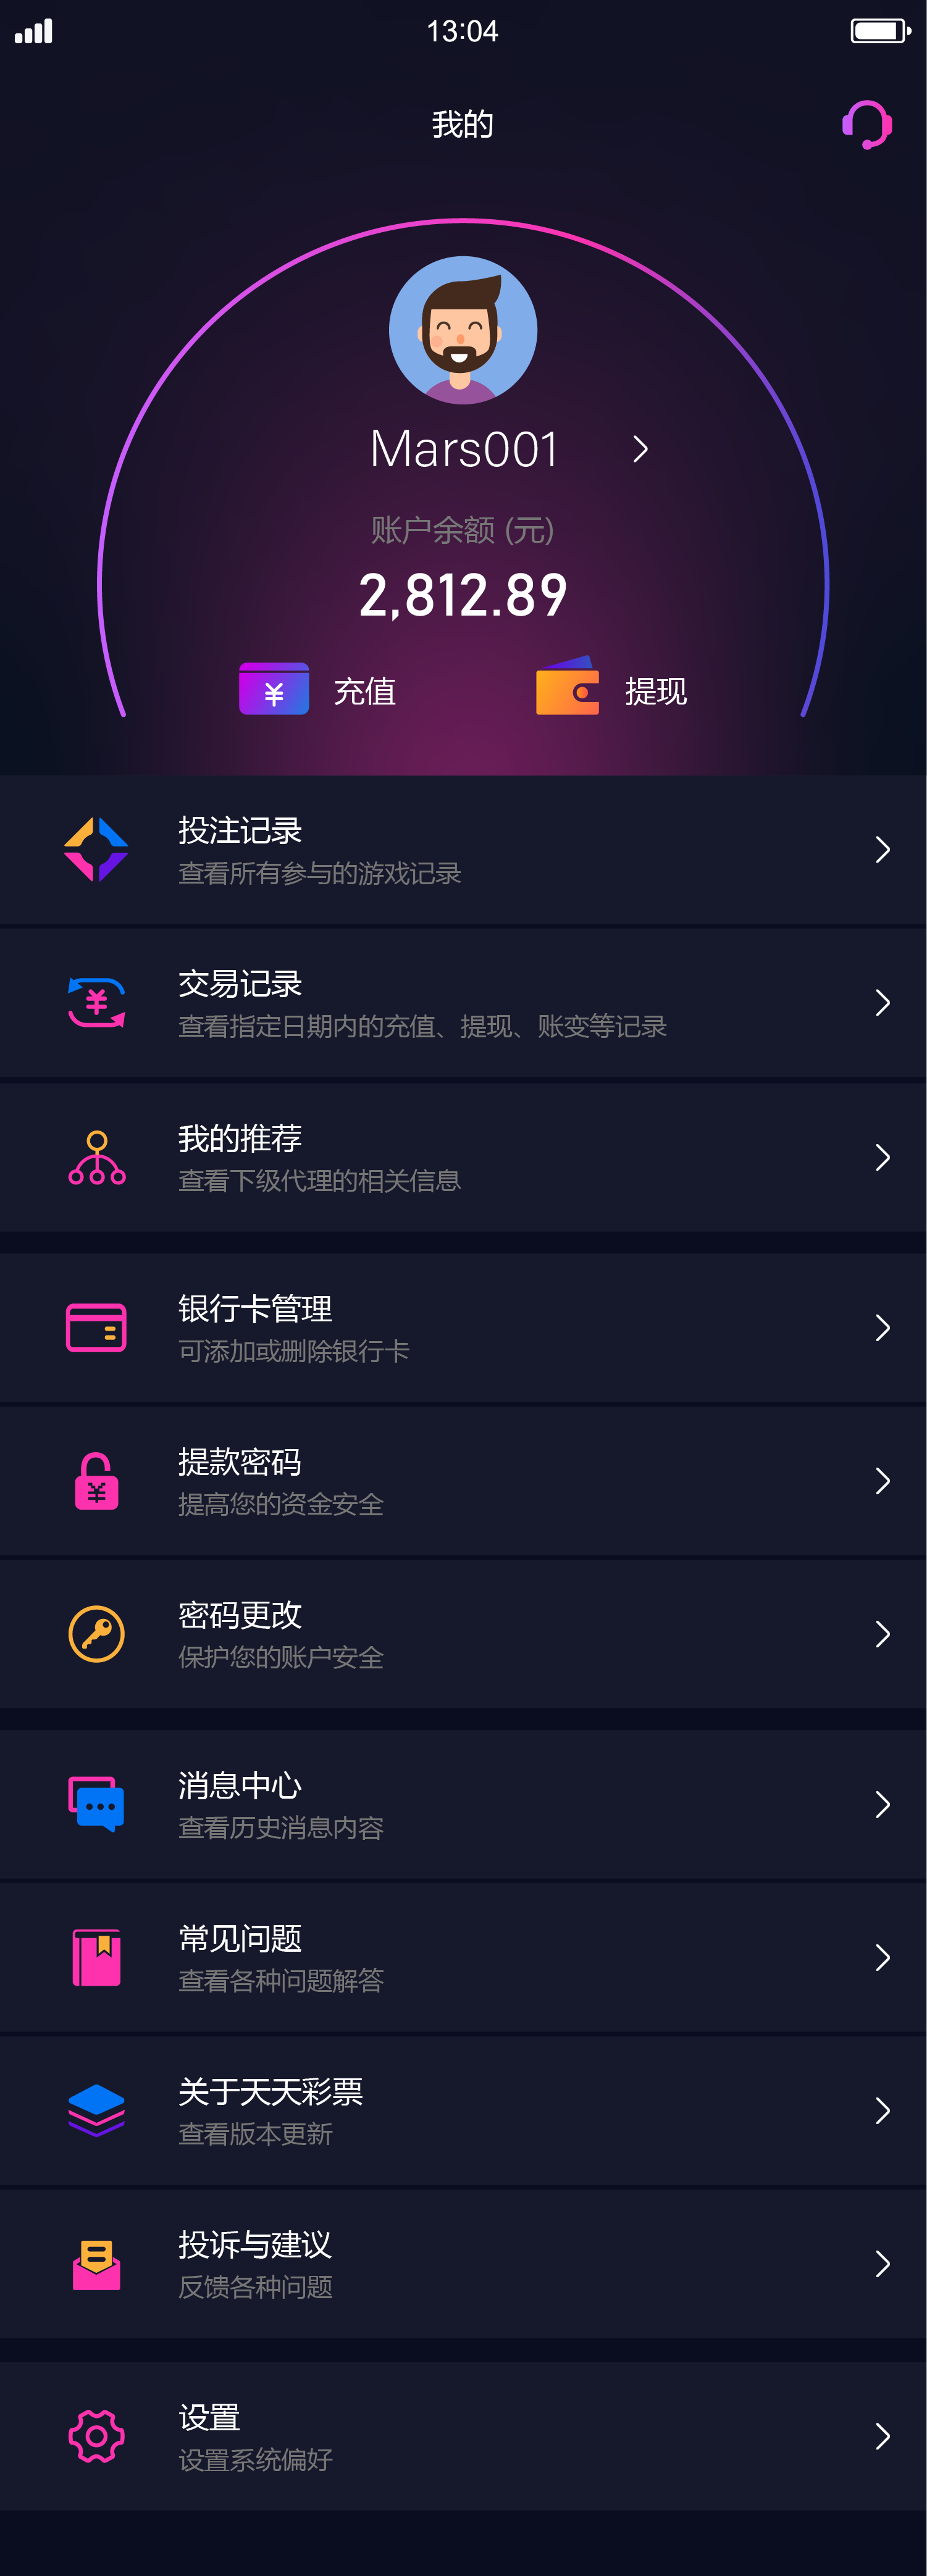 13:04
我的
Mars001
账户余额 (元)
2,812.89
充值 提现
投注记录
查看所有参与的游戏记录
交易记录
查看指定日期内的充值、提现、账变等记录
我的推荐
查看下级代理的相关信息
银行卡管理
可添加或删除银行卡
提款密码
提高您的资金安全
密码更改
保护您的账户安全
消息中心
查看历史消息内容
常见问题
查看各种问题解答
关于天天彩票
查看版本更新
投诉与建议
反馈各种问题
设置
设置系统偏好